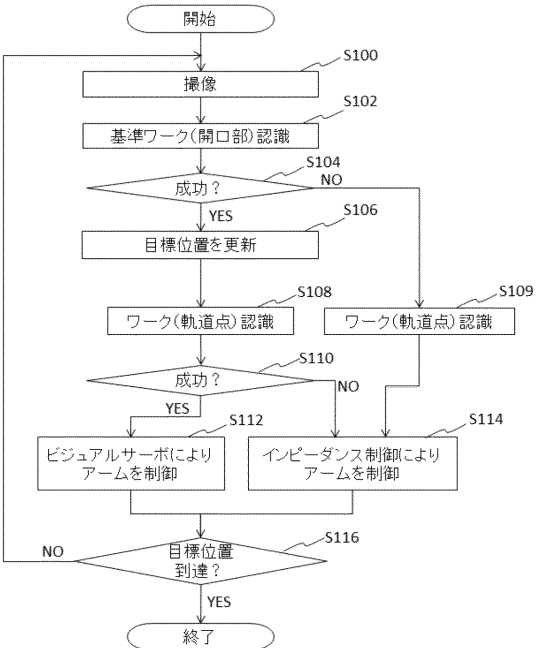 開始
S100
撮像
S102
基準ワーク(開口部)認識
S104
成功?
NO
YES
S106
目標位置を更新
S108
ワーク(軌道点)認識
S109
ワーク(軌道点)認識
S110
成功?
NO
YES
S112
ビジュアルサーボにより
アームを制御
S114
インピーダンス制御により
アームを制御
S116
目標位置
到達?
NO
YES
終了